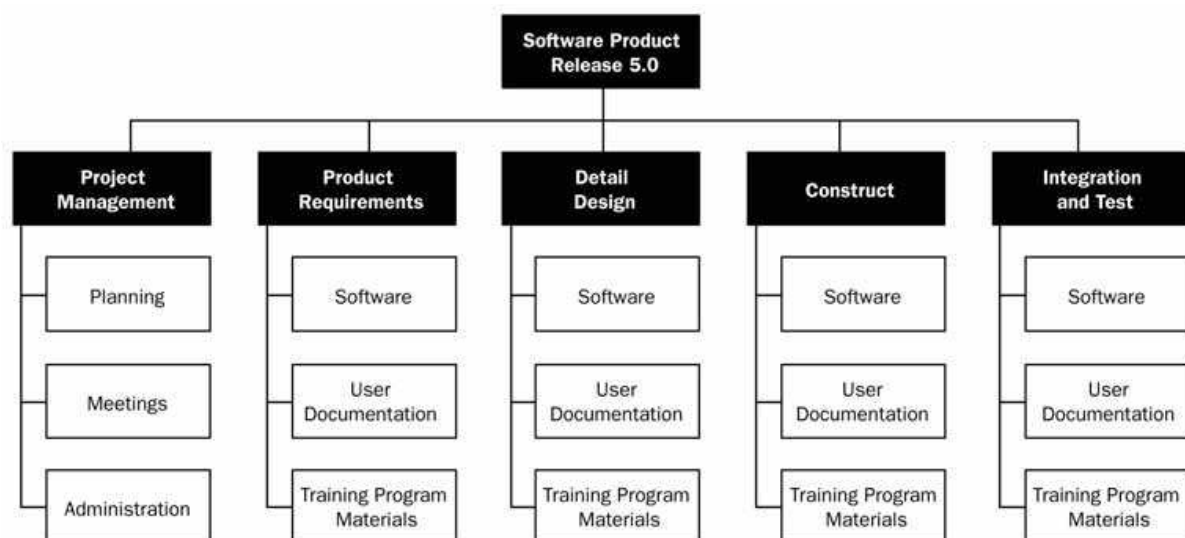 Software Product
Release 5.0
Project
Management
Product
Requirements
Detail
Design
Construct
Integration
and Test
Planning
Software
Software
Software
Software
Meetings
User
Documentation
User
Documentation
User
Documentation
User
Documentation
Administration
Training Program
Materials
Training Program
Materials
Training Program
Materials
Training Program
Materials